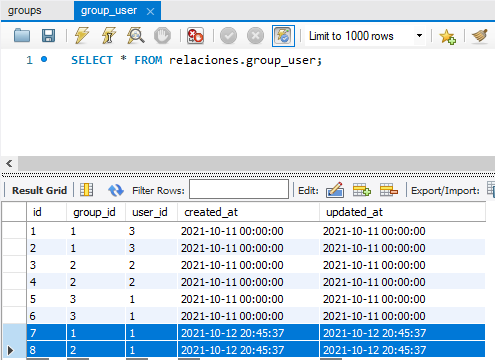 groups group_user
Limit to 1000 rows
1 SELECT * FROM relaciones.group_user;
Result Grid Filter Rows: Edit: Export/Import:
id group_id user_id created_at updated_at
1 1 3 2021-10-11 00:00:00 2021-10-11 00:00:00
2 1 3 2021-10-11 00:00:00 2021-10-11 00:00:00
3 2 2 2021-10-11 00:00:00 2021-10-11 00:00:00
4 2 2 2021-10-11 00:00:00 2021-10-11 00:00:00
5 3 1 2021-10-11 00:00:00 2021-10-11 00:00:00
6 3 1 2021-10-11 00:00:00 2021-10-11 00:00:00
7 1 1 2021-10-12 20:45:37 2021-10-12 20:45:37
8 2 1 2021-10-12 20:45:37 2021-10-12 20:45:37